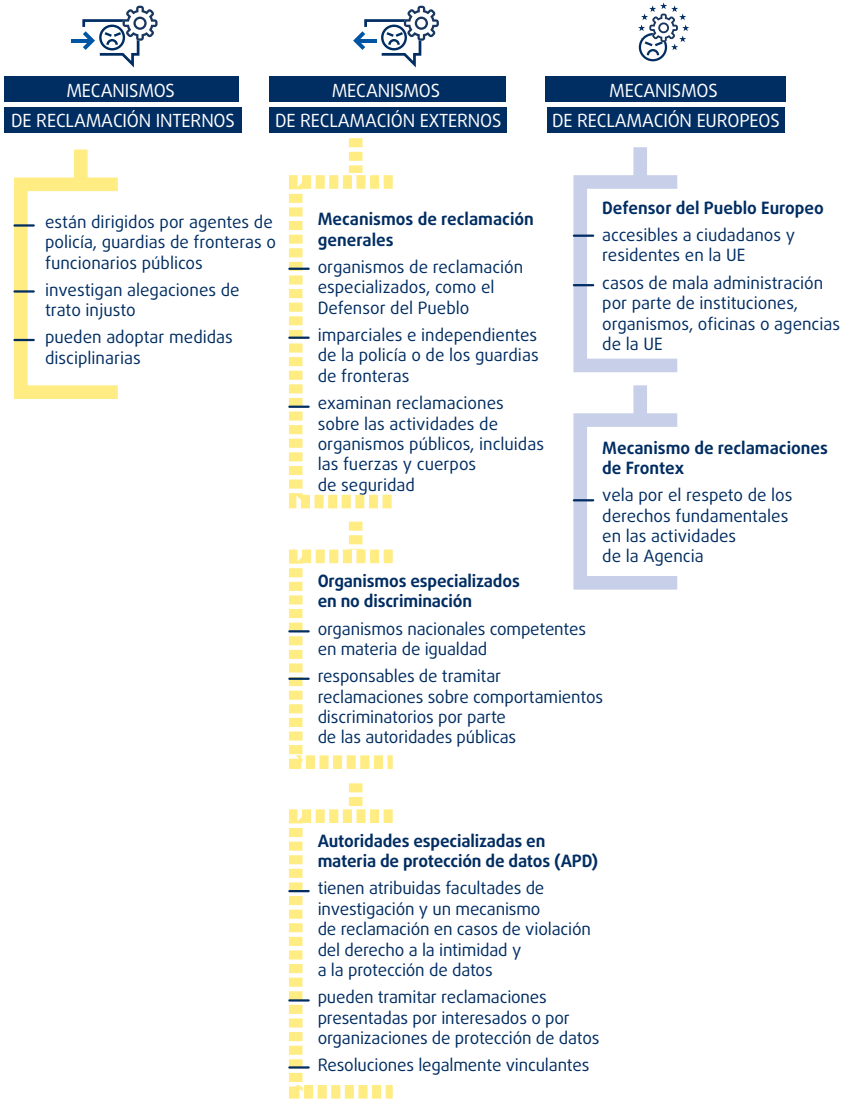 MECANISMOS
DE RECLAMACIÓN INTERNOS
— están dirigidos por agentes de
policía, guardias de fronteras o
funcionarios públicos
— investigan alegaciones de
trato injusto
— pueden adoptar medidas
disciplinarias
MECANISMOS
DE RECLAMACIÓN EXTERNOS
Mecanismos de reclamación
generales
— organismos de reclamación
especializados, como el
Defensor del Pueblo
— imparciales e independientes
de la policía o de los guardias
de fronteras
— examinan reclamaciones
sobre las actividades de
organismos públicos, incluidas
las fuerzas y cuerpos
de seguridad
Organismos especializados
en no discriminación
— organismos nacionales competentes
en materia de igualdad
— responsables de tramitar
reclamaciones sobre comportamientos
discriminatorios por parte
de las autoridades públicas
Autoridades especializadas en
materia de protección de datos (APD)
— tienen atribuidas facultades de
investigación y un mecanismo
de reclamación en casos de violación
del derecho a la intimidad y
a la protección de datos
— pueden tramitar reclamaciones
presentadas por interesados o por
organizaciones de protección de datos
— Resoluciones legalmente vinculantes
MECANISMOS
DE RECLAMACIÓN EUROPEOS
Defensor del Pueblo Europeo
— accesibles a ciudadanos y
residentes en la UE
— casos de mala administración
por parte de instituciones,
organismos, oficinas o agencias
de la UE
Mecanismo de reclamaciones
de Frontex
— vela por el respeto de los
derechos fundamentales
en las actividades
de la Agencia